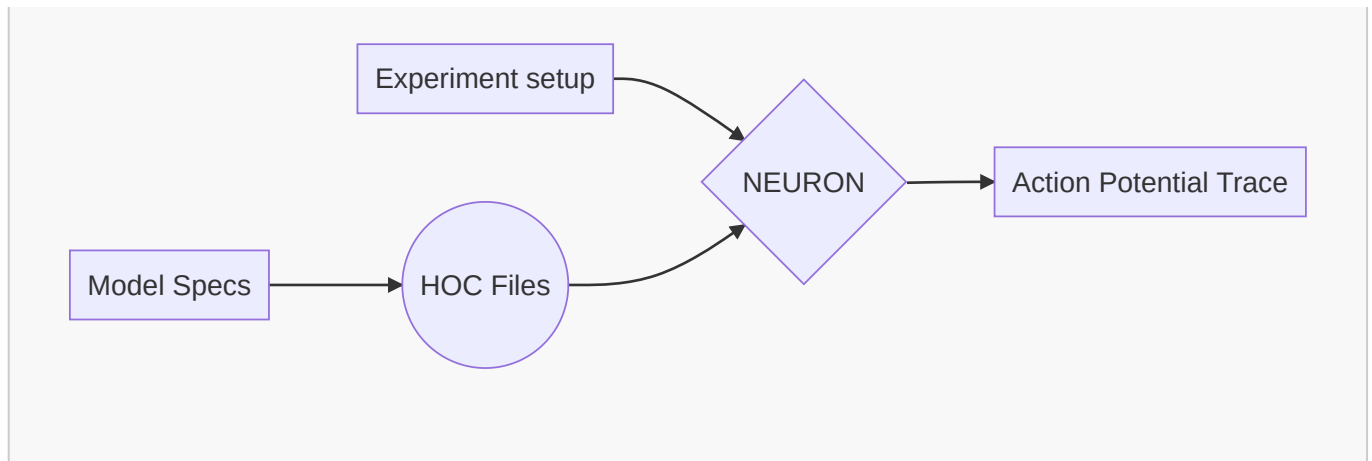 Experiment setup
NEURON
Action Potential Trace
Model Specs
HOC Files